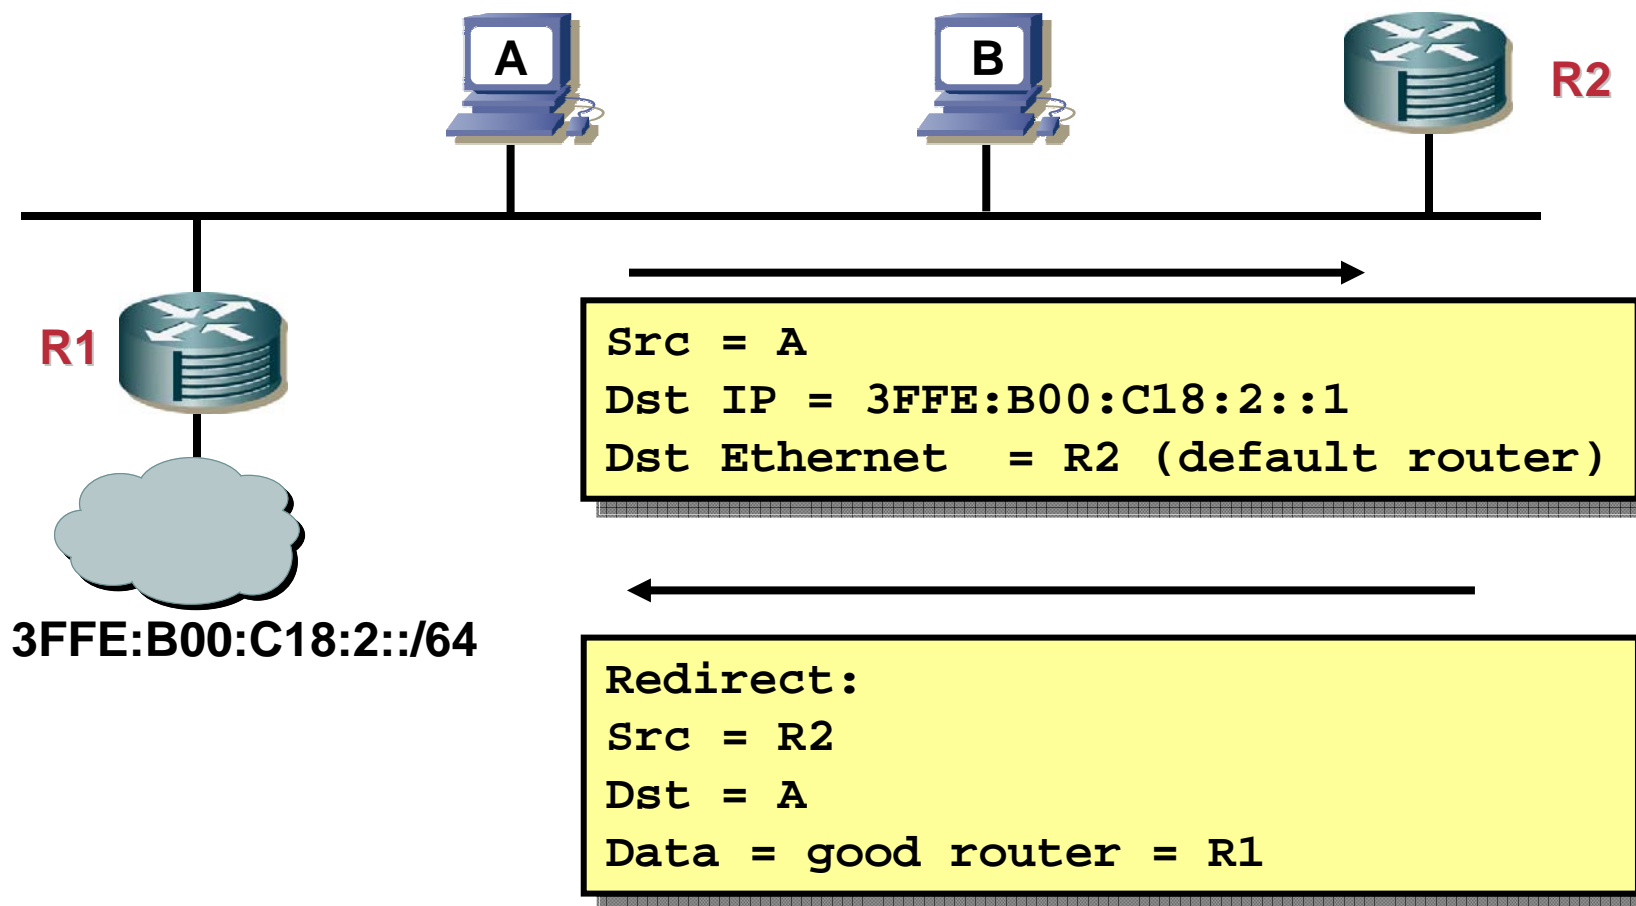 A
B
R2
R1
Src = A
Dst IP = 3FFE:B00:C18:2::1
Dst Ethernet  = R2 (default router)
3FFE:B00:C18:2::/64
Redirect:
Src = R2
Dst = A
Data = good router = R1